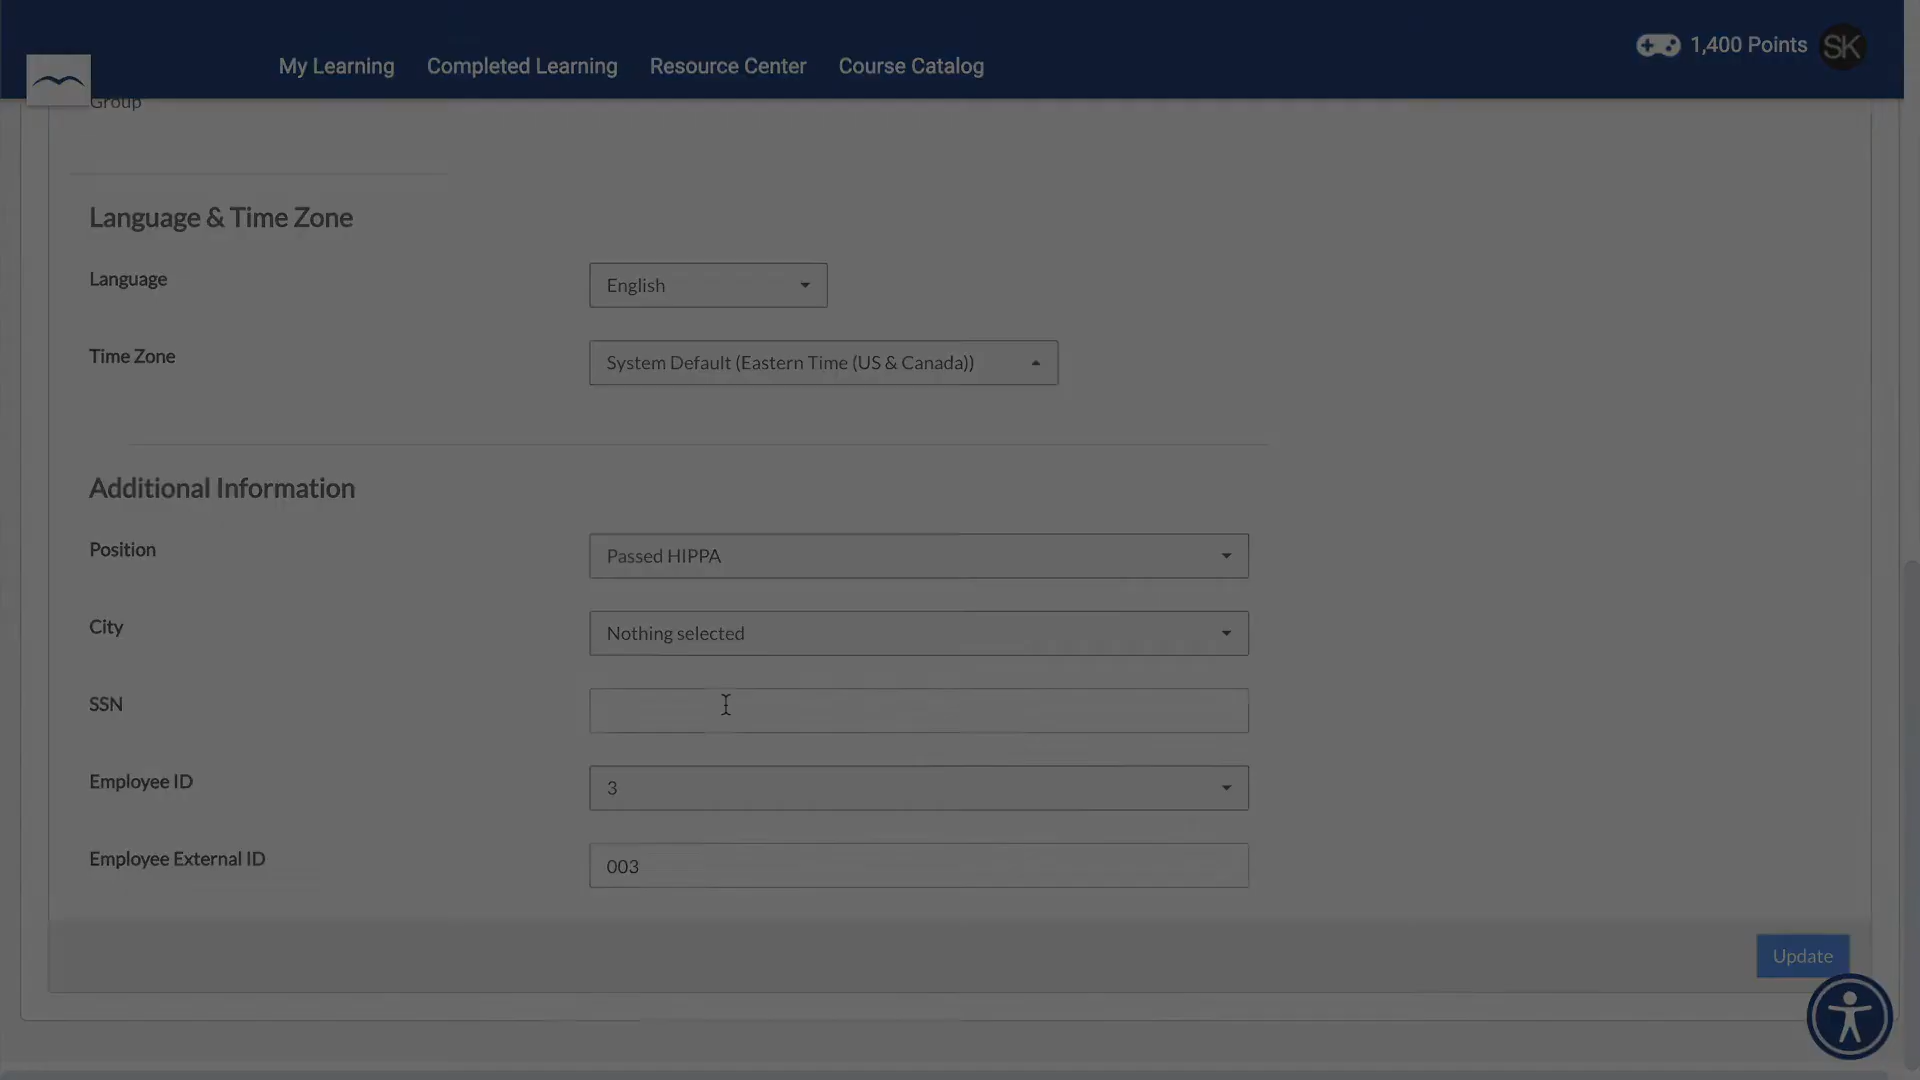 My Learning Completed Learning Resource Center Course Catalog 1,400 Points SK
Group
Language & Time Zone
Language English
Time Zone System Default (Eastern Time (US & Canada))
Additional Information
Position Passed HIPPA
City Nothing selected
SSN
Employee ID 3
Employee External ID 003
Update